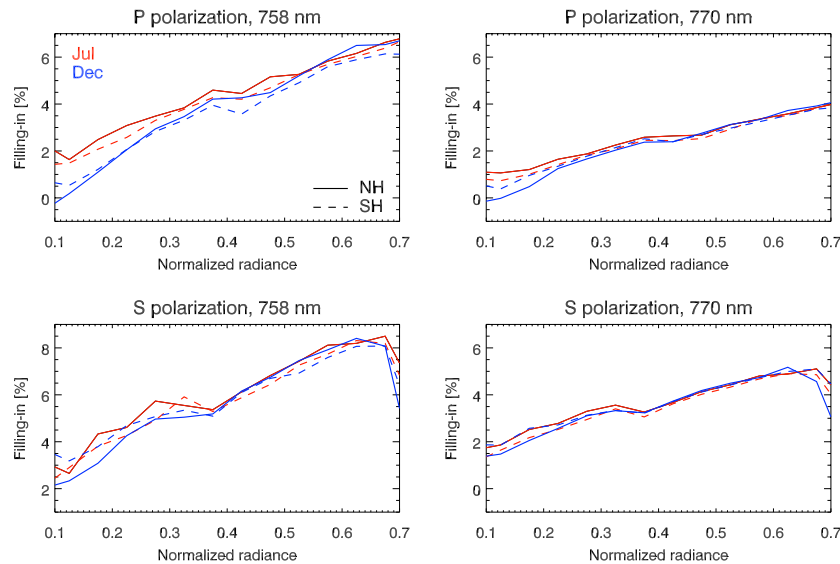 P polarization, 758 nm
Filling-in [%]
6
4
2
0
Jul
Dec
NH
SH
0.1 0.2 0.3 0.4 0.5 0.6 0.7
Normalized radiance
P polarization, 770 nm
Filling-in [%]
6
4
2
0
0.1 0.2 0.3 0.4 0.5 0.6 0.7
Normalized radiance
S polarization, 758 nm
Filling-in [%]
8
6
4
2
0.1 0.2 0.3 0.4 0.5 0.6 0.7
Normalized radiance
S polarization, 770 nm
Filling-in [%]
6
4
2
0
0.1 0.2 0.3 0.4 0.5 0.6 0.7
Normalized radiance